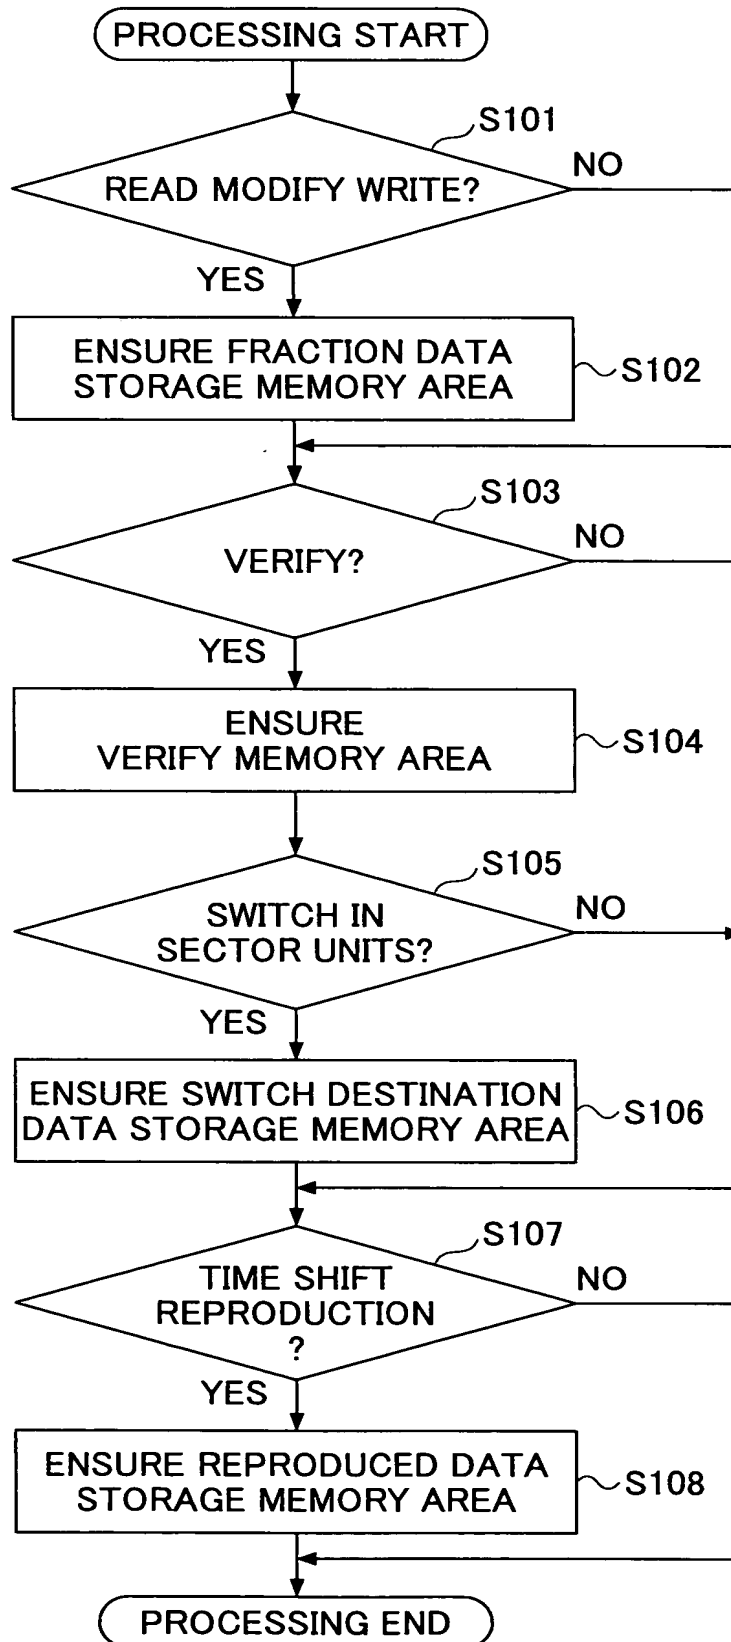 PROCESSING START
S101
READ MODIFY WRITE?
NO
YES
ENSURE FRACTION DATA
STORAGE MEMORY AREA
S102
S103
VERIFY?
NO
YES
ENSURE
VERIFY MEMORY AREA
S104
S105
SWITCH IN
SECTOR UNITS?
NO
YES
ENSURE SWITCH DESTINATION
DATA STORAGE MEMORY AREA
S106
S107
TIME SHIFT
REPRODUCTION
?
NO
YES
ENSURE REPRODUCED DATA
STORAGE MEMORY AREA
S108
PROCESSING END